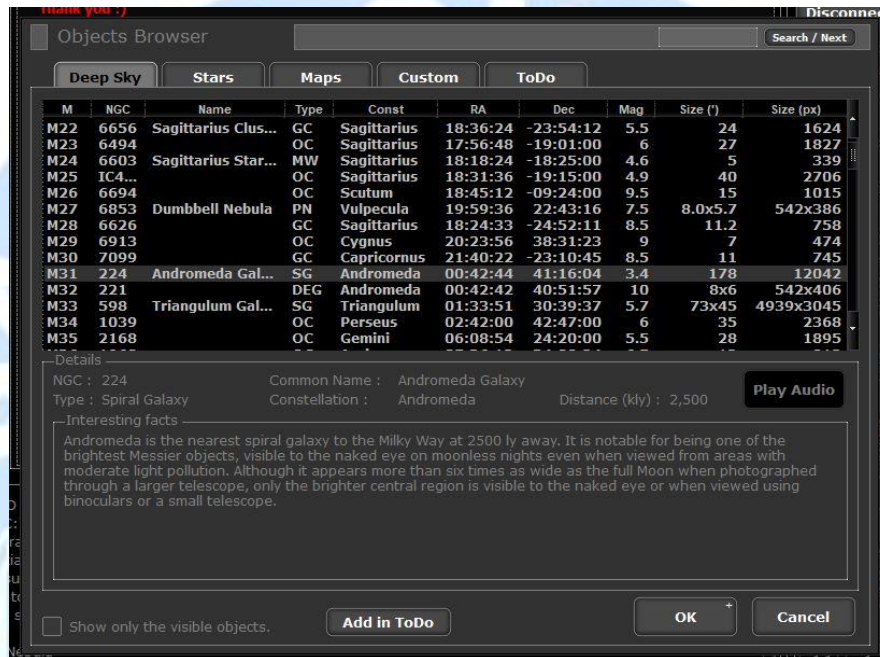 Thank you :)
Disconne
Objects Browser
Search / Next
Deep Sky Stars Maps Custom ToDo
M NGC Name Type Const RA Dec Mag Size (') Size (px)
M22 6656 Sagittarius Clus... GC Sagittarius 18:36:24 -23:54:12 5.5 24 1624
M23 6494 OC Sagittarius 17:56:48 -19:01:00 6 27 1827
M24 6603 Sagittarius Star... MW Sagittarius 18:18:24 -18:25:00 4.6 5 339
M25 IC4... OC Sagittarius 18:31:36 -19:15:00 4.9 40 2706
M26 6694 OC Scutum 18:45:12 -09:24:00 9.5 15 1015
M27 6853 Dumbbell Nebula PN Vulpecula 19:59:36 22:43:16 7.5 8.0x5.7 542x386
M28 6626 GC Sagittarius 18:24:33 -24:52:11 8.5 11.2 758
M29 6913 OC Cygnus 20:23:56 38:31:23 9 7 474
M30 7099 GC Capricornus 21:40:22 -23:10:45 8.5 11 745
M31 224 Andromeda Gal... SG Andromeda 00:42:44 41:16:04 3.4 178 12042
M32 221 DEG Andromeda 00:42:42 40:51:57 10 8x6 542x406
M33 598 Triangulum Gal... SG Triangulum 01:33:51 30:39:37 5.7 73x45 4939x3045
M34 1039 OC Perseus 02:42:00 42:47:00 6 35 2368
M35 2168 OC Gemini 06:08:54 24:20:00 5.5 28 1895
Details
NGC : 224 Common Name : Andromeda Galaxy
Type : Spiral Galaxy Constellation : Andromeda Distance (kly) : 2,500
Play Audio
Interesting facts
Andromeda is the nearest spiral galaxy to the Milky Way at 2500 ly away. It is notable for being one of the
brightest Messier objects, visible to the naked eye on moonless nights even when viewed from areas with
moderate light pollution. Although it appears more than six times as wide as the full Moon when photographed
through a larger telescope, only the brighter central region is visible to the naked eye or when viewed using
binoculars or a small telescope.
Show only the visible objects. Add in ToDo OK + Cancel